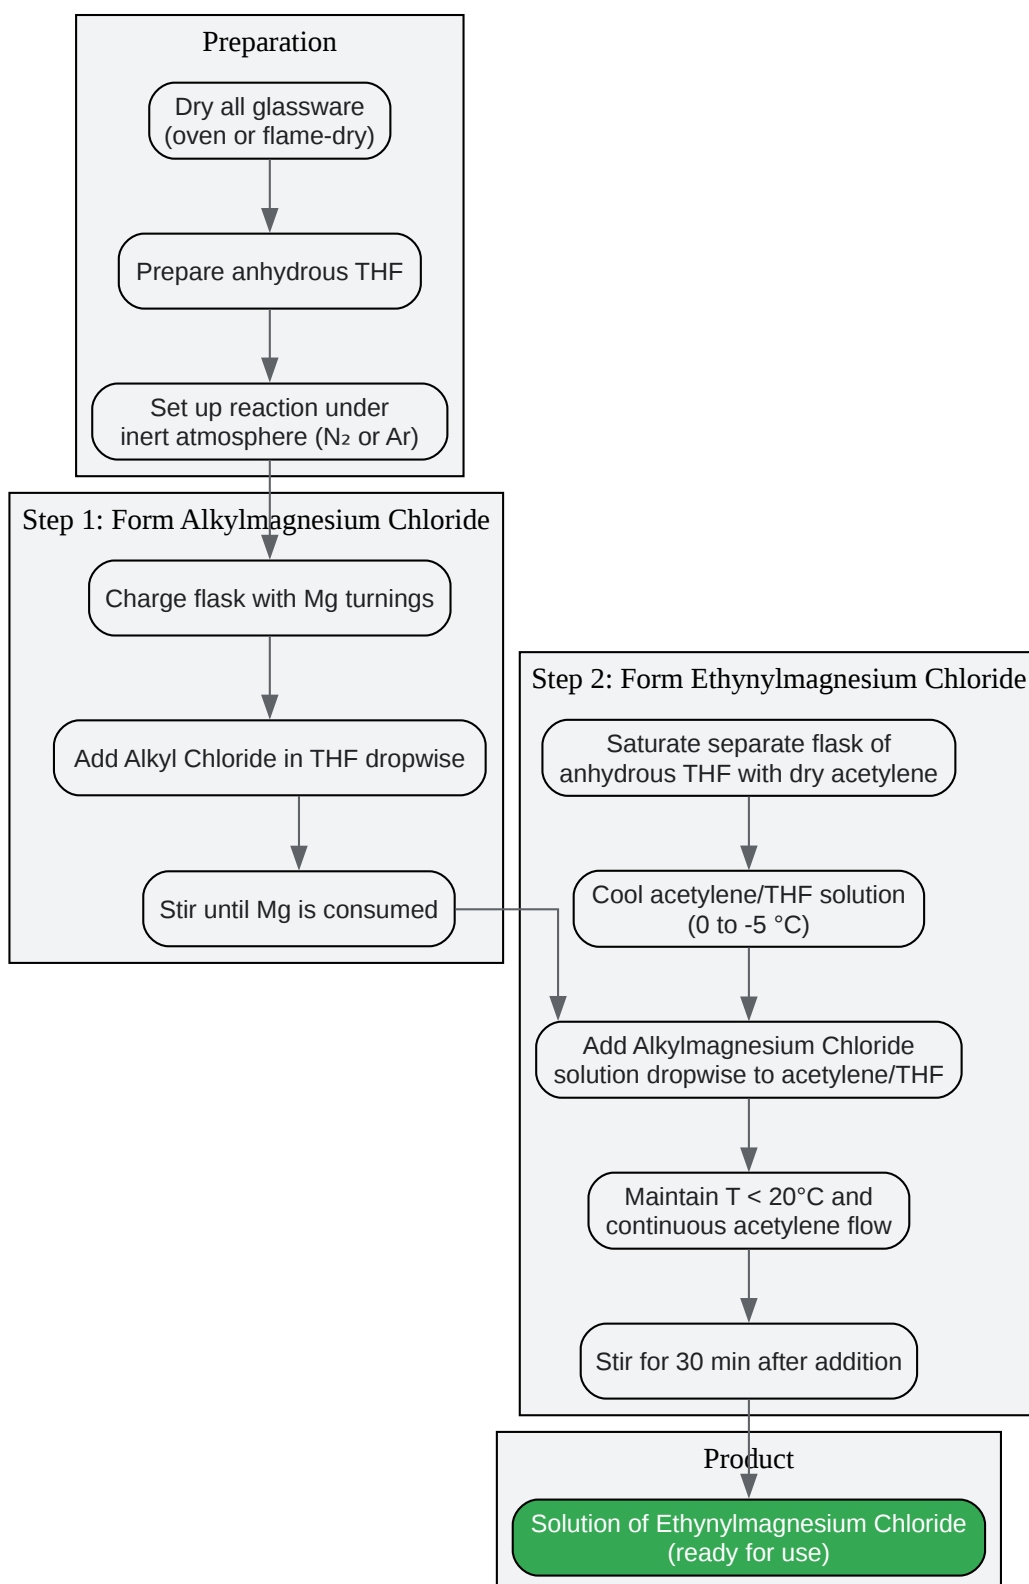 Preparation
Dry all glassware
(oven or flame-dry)
Prepare anhydrous THF
Set up reaction under
inert atmosphere (N₂ or Ar)
Step 1: Form Alkylmagnesium Chloride
Charge flask with Mg turnings
Add Alkyl Chloride in THF dropwise
Stir until Mg is consumed
Step 2: Form Ethynylmagnesium Chloride
Saturate separate flask of
anhydrous THF with dry acetylene
Cool acetylene/THF solution
(0 to -5 °C)
Add Alkylmagnesium Chloride
solution dropwise to acetylene/THF
Maintain T < 20°C and
continuous acetylene flow
Stir for 30 min after addition
Product
Solution of Ethynylmagnesium Chloride
(ready for use)